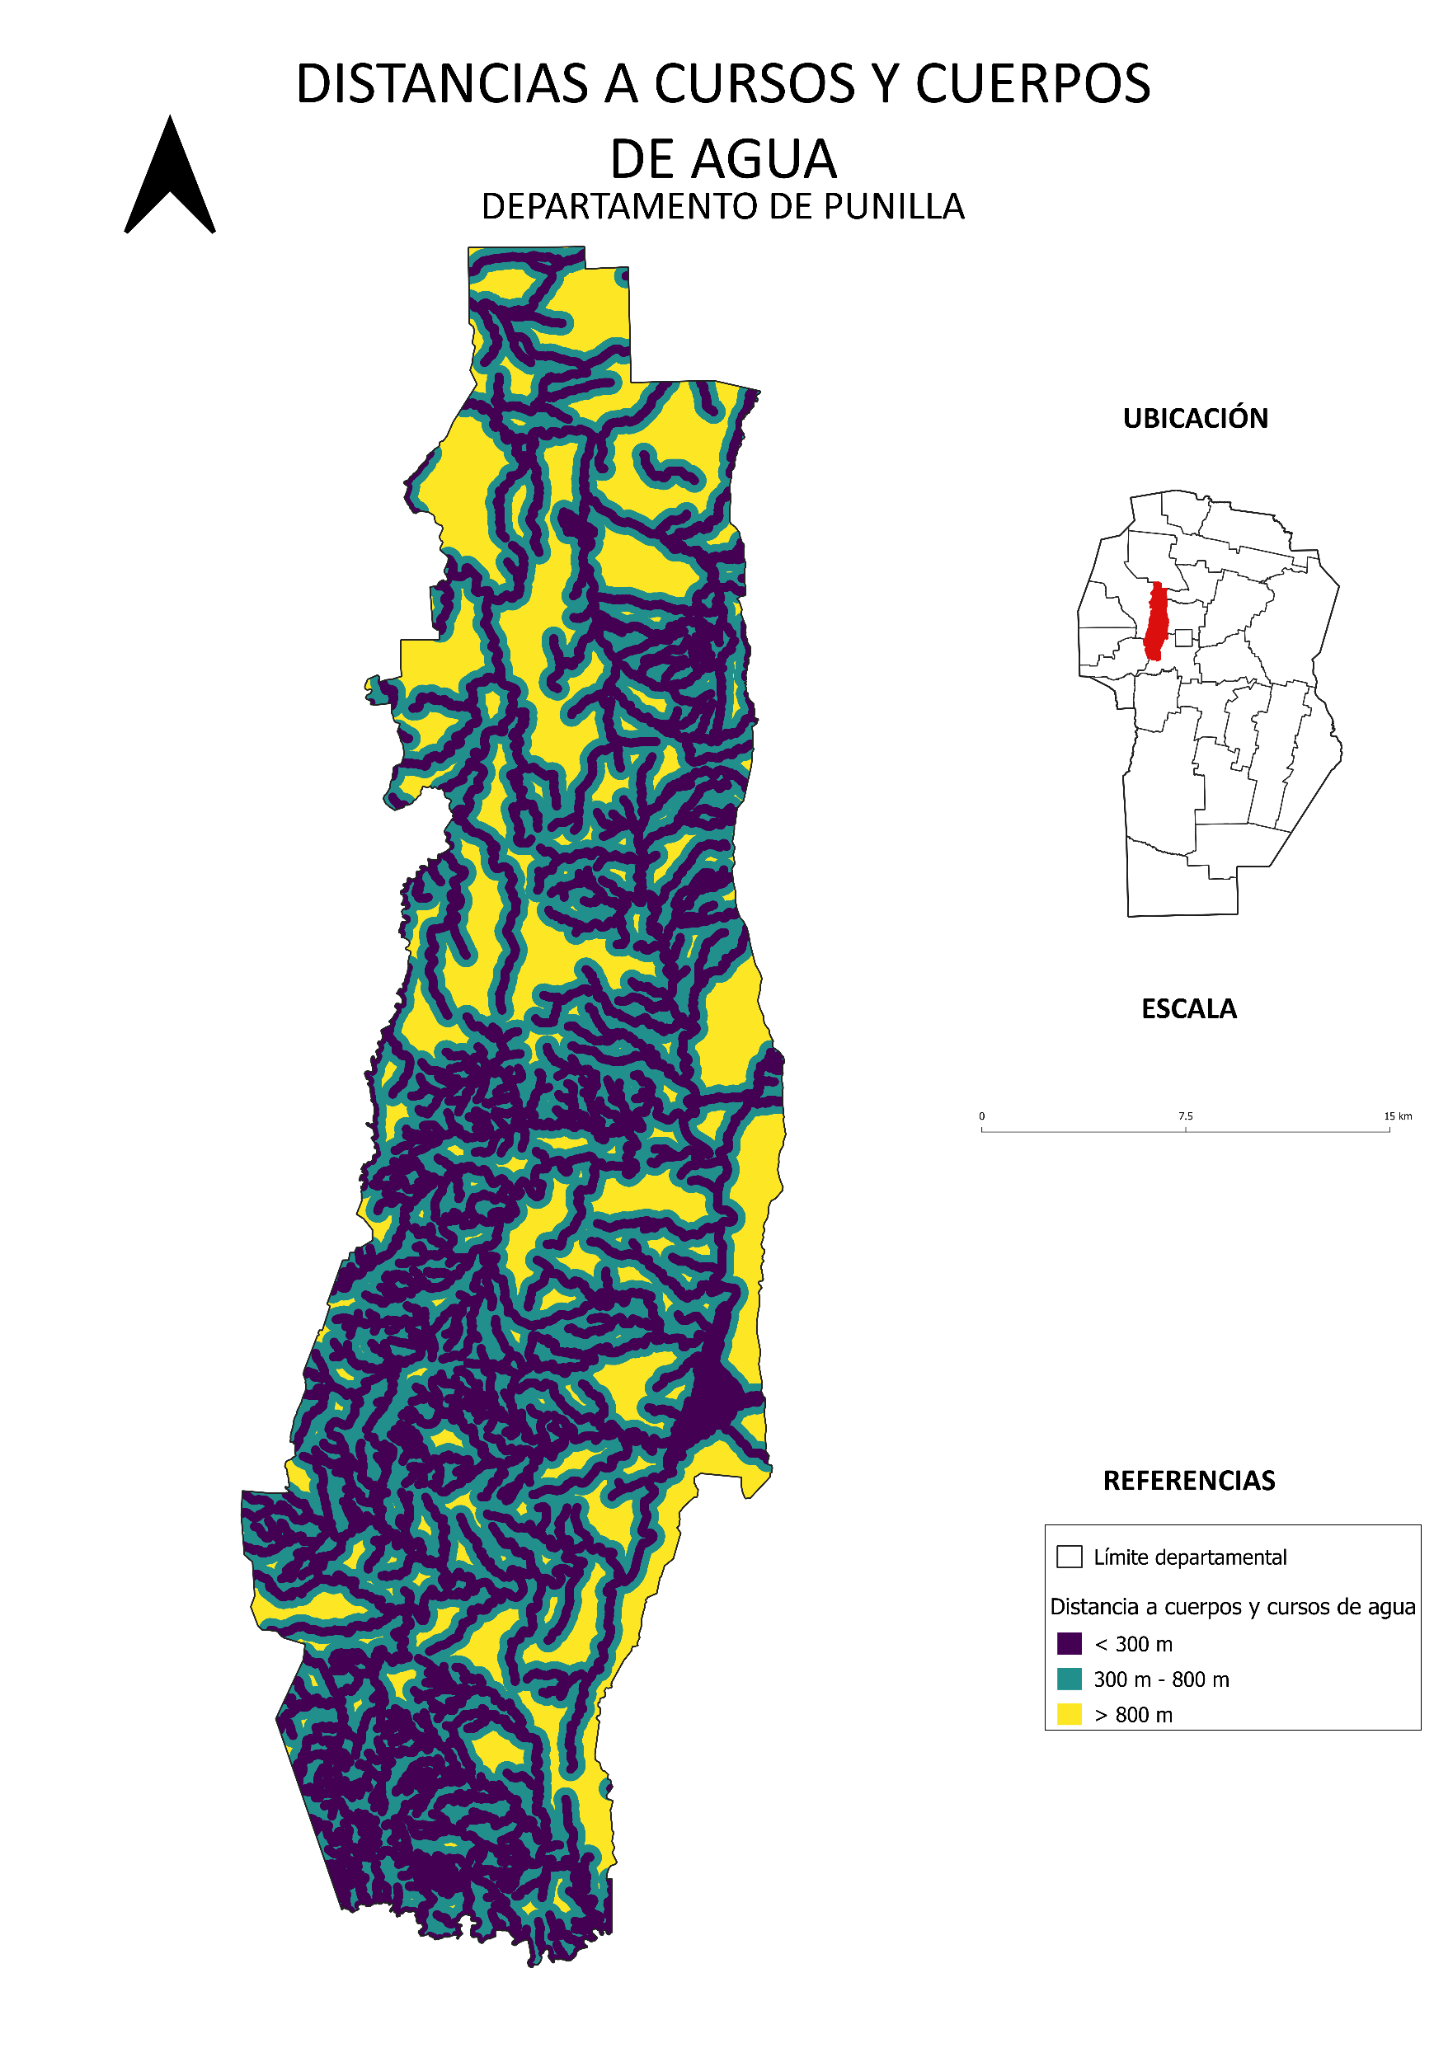 DISTANCIAS A CURSOS Y CUERPOS
DE AGUA
DEPARTAMENTO DE PUNILLA
UBICACIÓN
ESCALA
0 7.5 15 km
REFERENCIAS
Límite departamental
Distancia a cuerpos y cursos de agua
< 300 m
300 m - 800 m
> 800 m